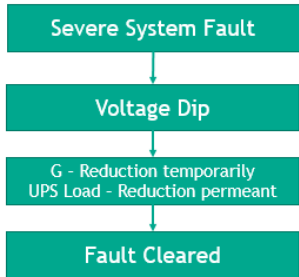 Severe System Fault
Voltage Dip
G – Reduction temporarily
UPS Load – Reduction permeant
Fault Cleared